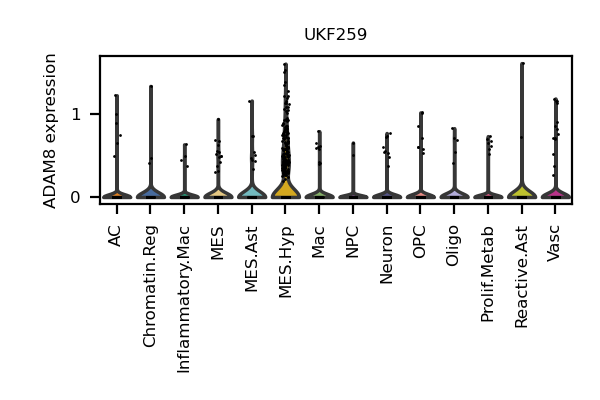 UKF259
ADAM8 expression
1
0
AC
Chromatin.Reg
Inflammatory.Mac
MES
MES.Ast
MES.Hyp
Mac
NPC
Neuron
OPC
Oligo
Prolif.Metab
Reactive.Ast
Vasc